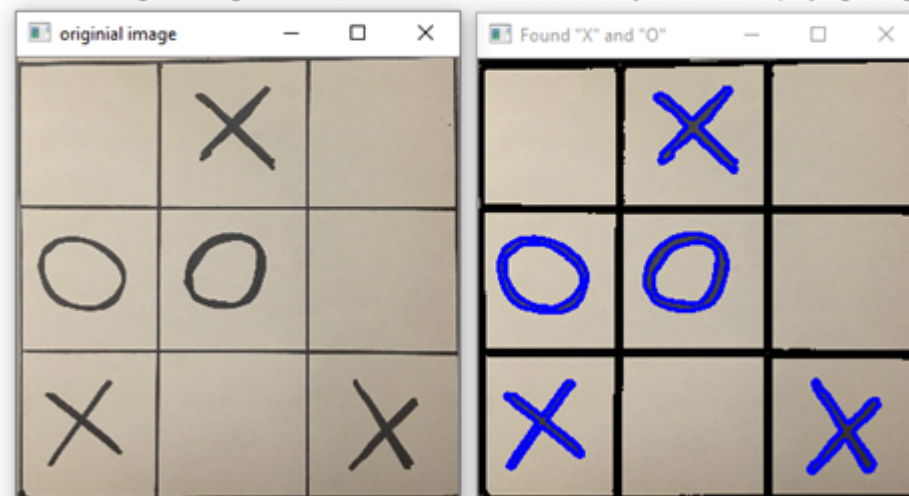 originial image
Found "X" and "O"
X
O O
X X
X
O O
X X